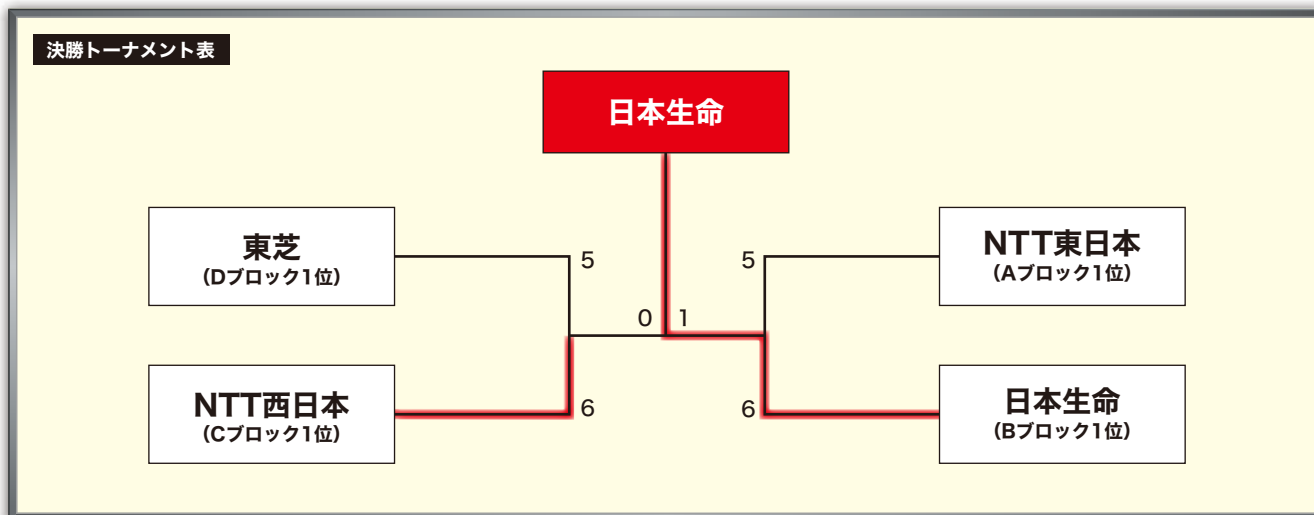 決勝トーナメント表
日本生命
東芝
（Dブロック1位）
5
5
NTT東日本
（Aブロック1位）
0
1
NTT西日本
（Cブロック1位）
6
6
日本生命
（Bブロック1位）